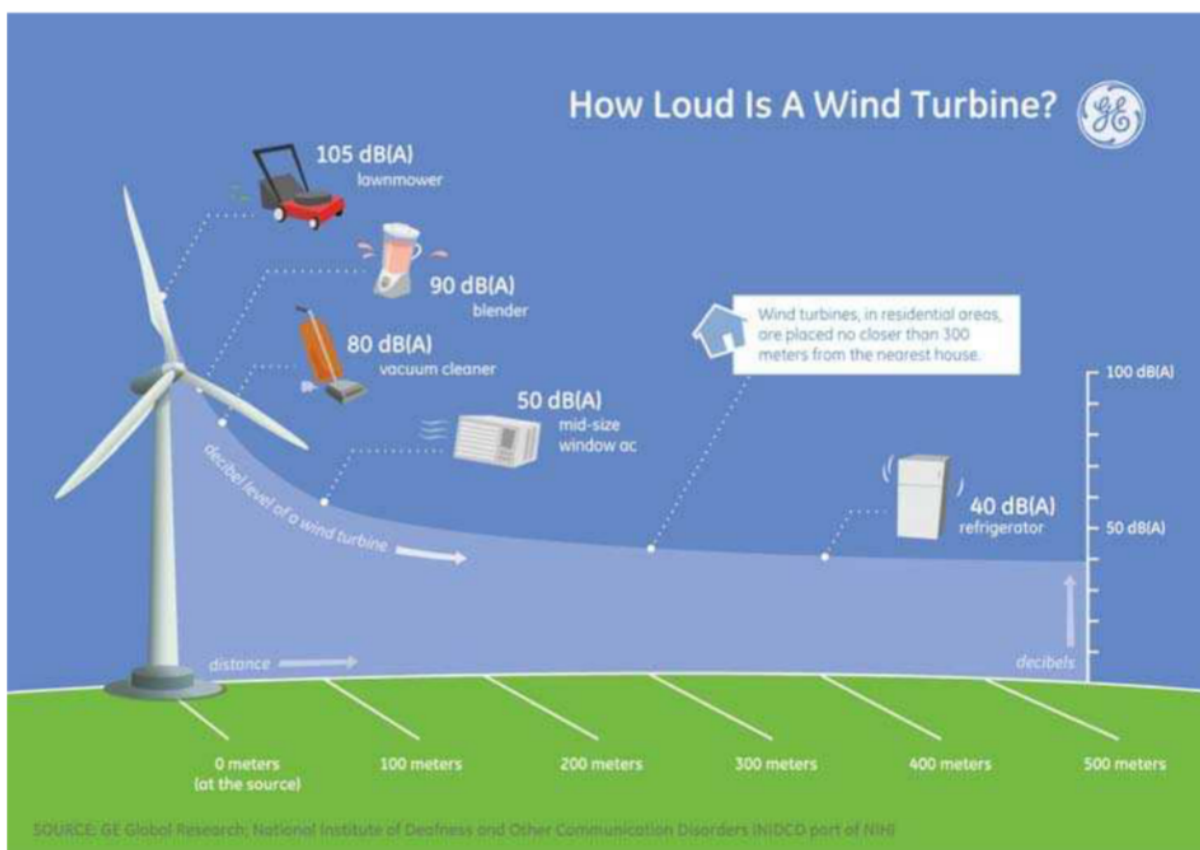 How Loud Is A Wind Turbine?
GE
105 dB(A)
lawnmower
90 dB(A)
blender
80 dB(A)
vacuum cleaner
50 dB(A)
mid-size
window ac
Wind turbines, in residential areas,
are placed no closer than 300
meters from the nearest house.
100 dB(A)
40 dB(A)
refrigerator
50 dB(A)
decibel level of a wind turbine
distance
decibels
0 meters
(at the source)
100 meters
200 meters
300 meters
400 meters
500 meters
SOURCE: GE Global Research; National Institute of Deafness and Other Communication Disorders (NIDCD part of NIH)